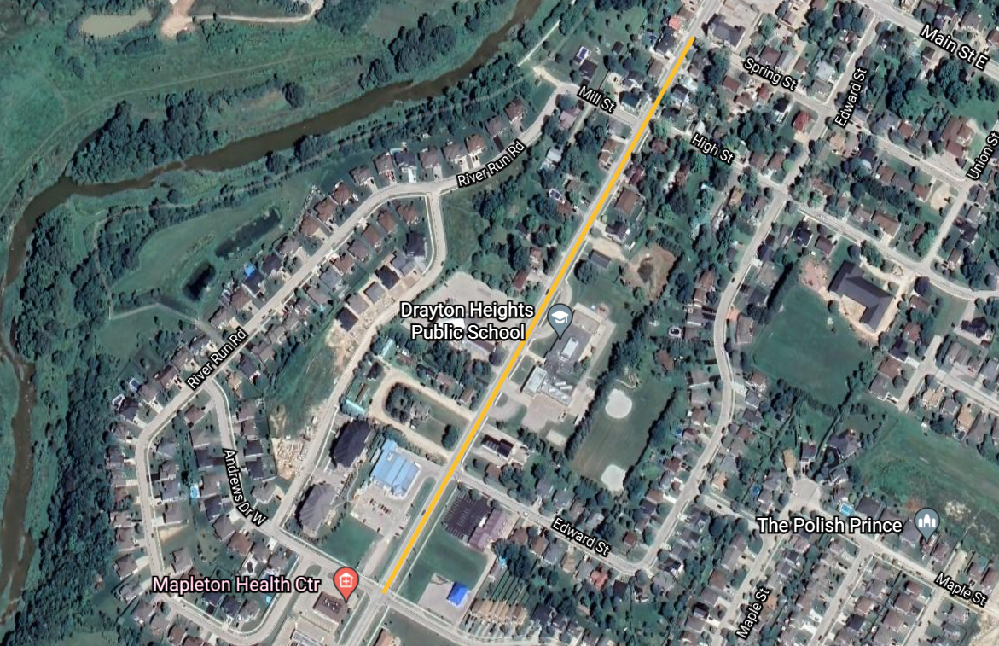 Main St E
Spring St
Edward St
Mill St
High St
Union St
River Run Rd
Drayton Heights
Public School
River Run Rd
Andrews Dr W
Edward St
The Polish Prince
Mapleton Health Ctr
Maple St
Maple St